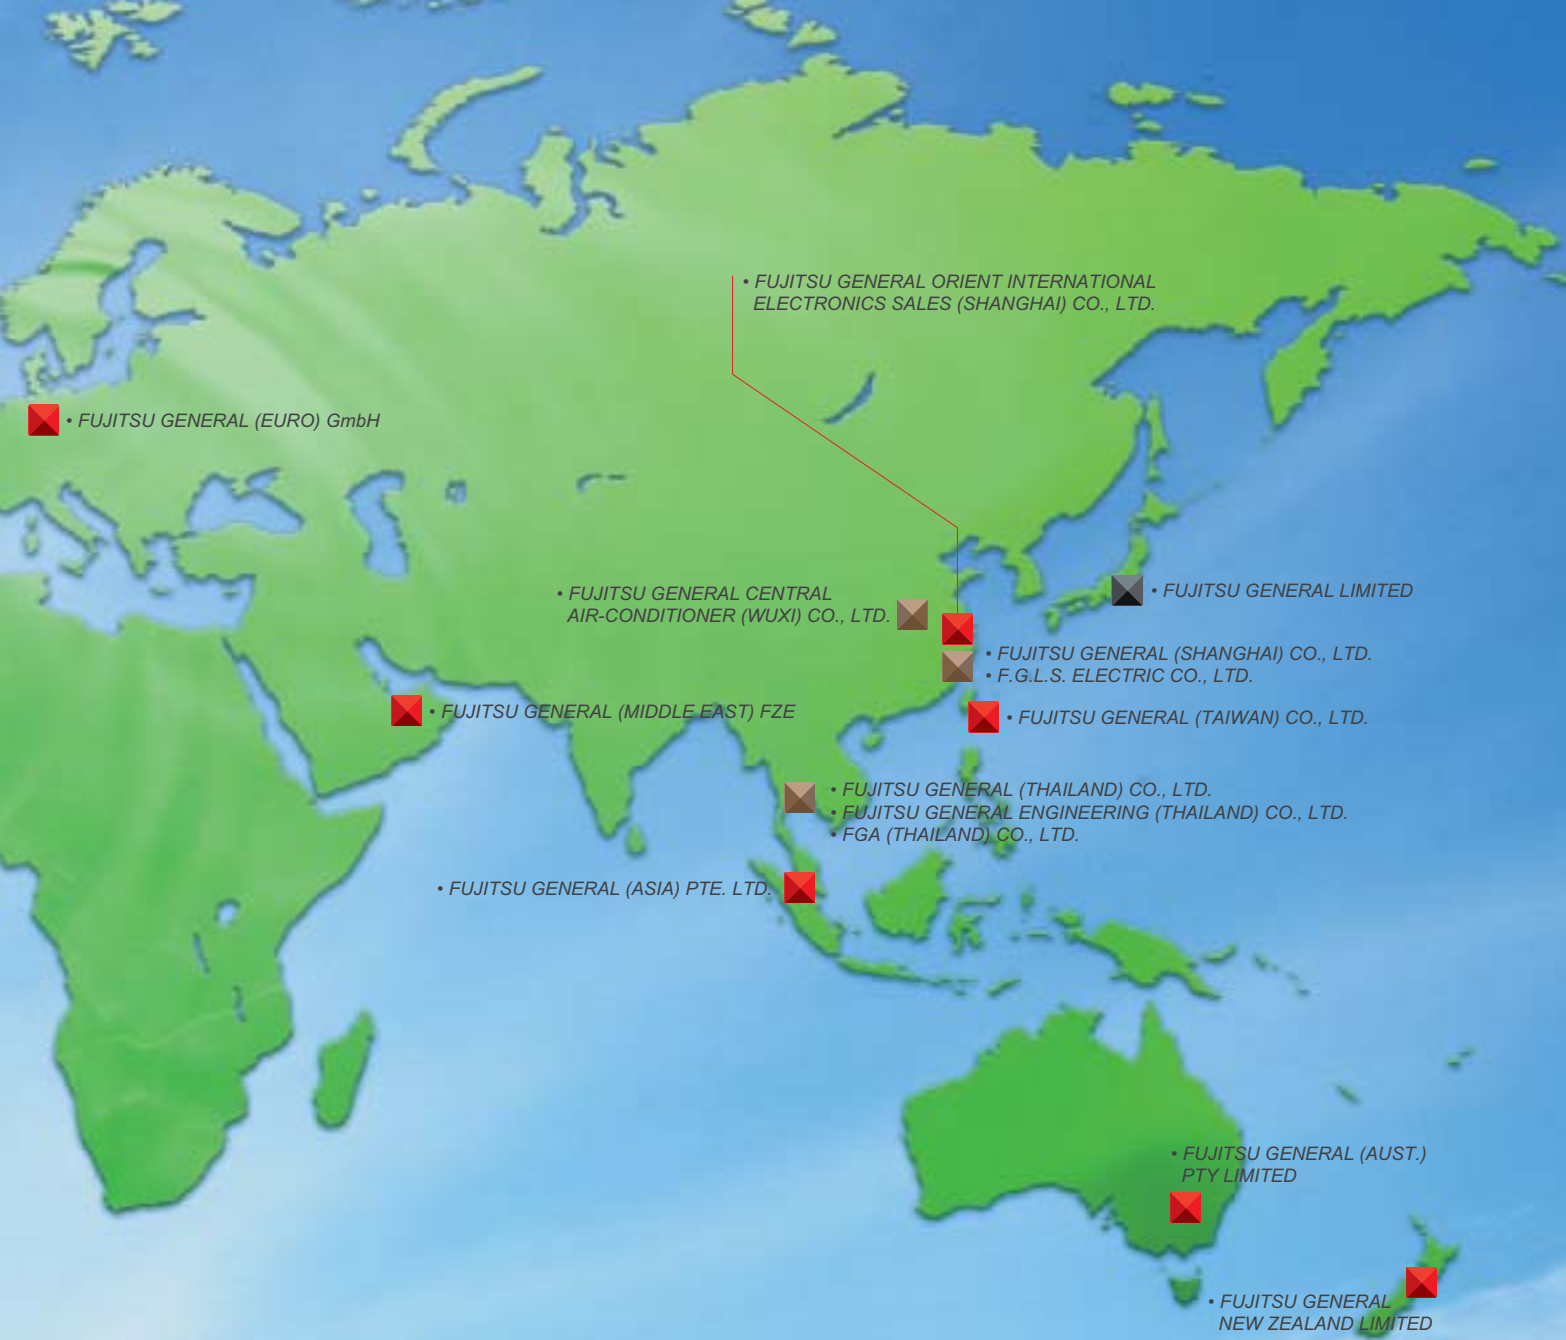 • FUJITSU GENERAL ORIENT INTERNATIONAL
ELECTRONICS SALES (SHANGHAI) CO., LTD.
• FUJITSU GENERAL (EURO) GmbH
• FUJITSU GENERAL CENTRAL
AIR-CONDITIONER (WUXI) CO., LTD.
• FUJITSU GENERAL LIMITED
• FUJITSU GENERAL (SHANGHAI) CO., LTD.
• F.G.L.S. ELECTRIC CO., LTD.
• FUJITSU GENERAL (MIDDLE EAST) FZE
• FUJITSU GENERAL (TAIWAN) CO., LTD.
• FUJITSU GENERAL (THAILAND) CO., LTD.
• FUJITSU GENERAL ENGINEERING (THAILAND) CO., LTD.
• FGA (THAILAND) CO., LTD.
• FUJITSU GENERAL (ASIA) PTE. LTD.
• FUJITSU GENERAL (AUST.)
PTY LIMITED
• FUJITSU GENERAL
NEW ZEALAND LIMITED